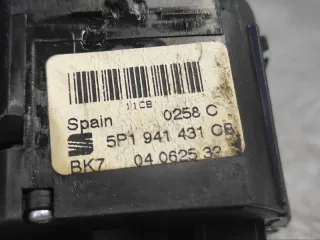 11CB
Spain 0258 C
5P1 941 431 CB
BK7 04 0625 32